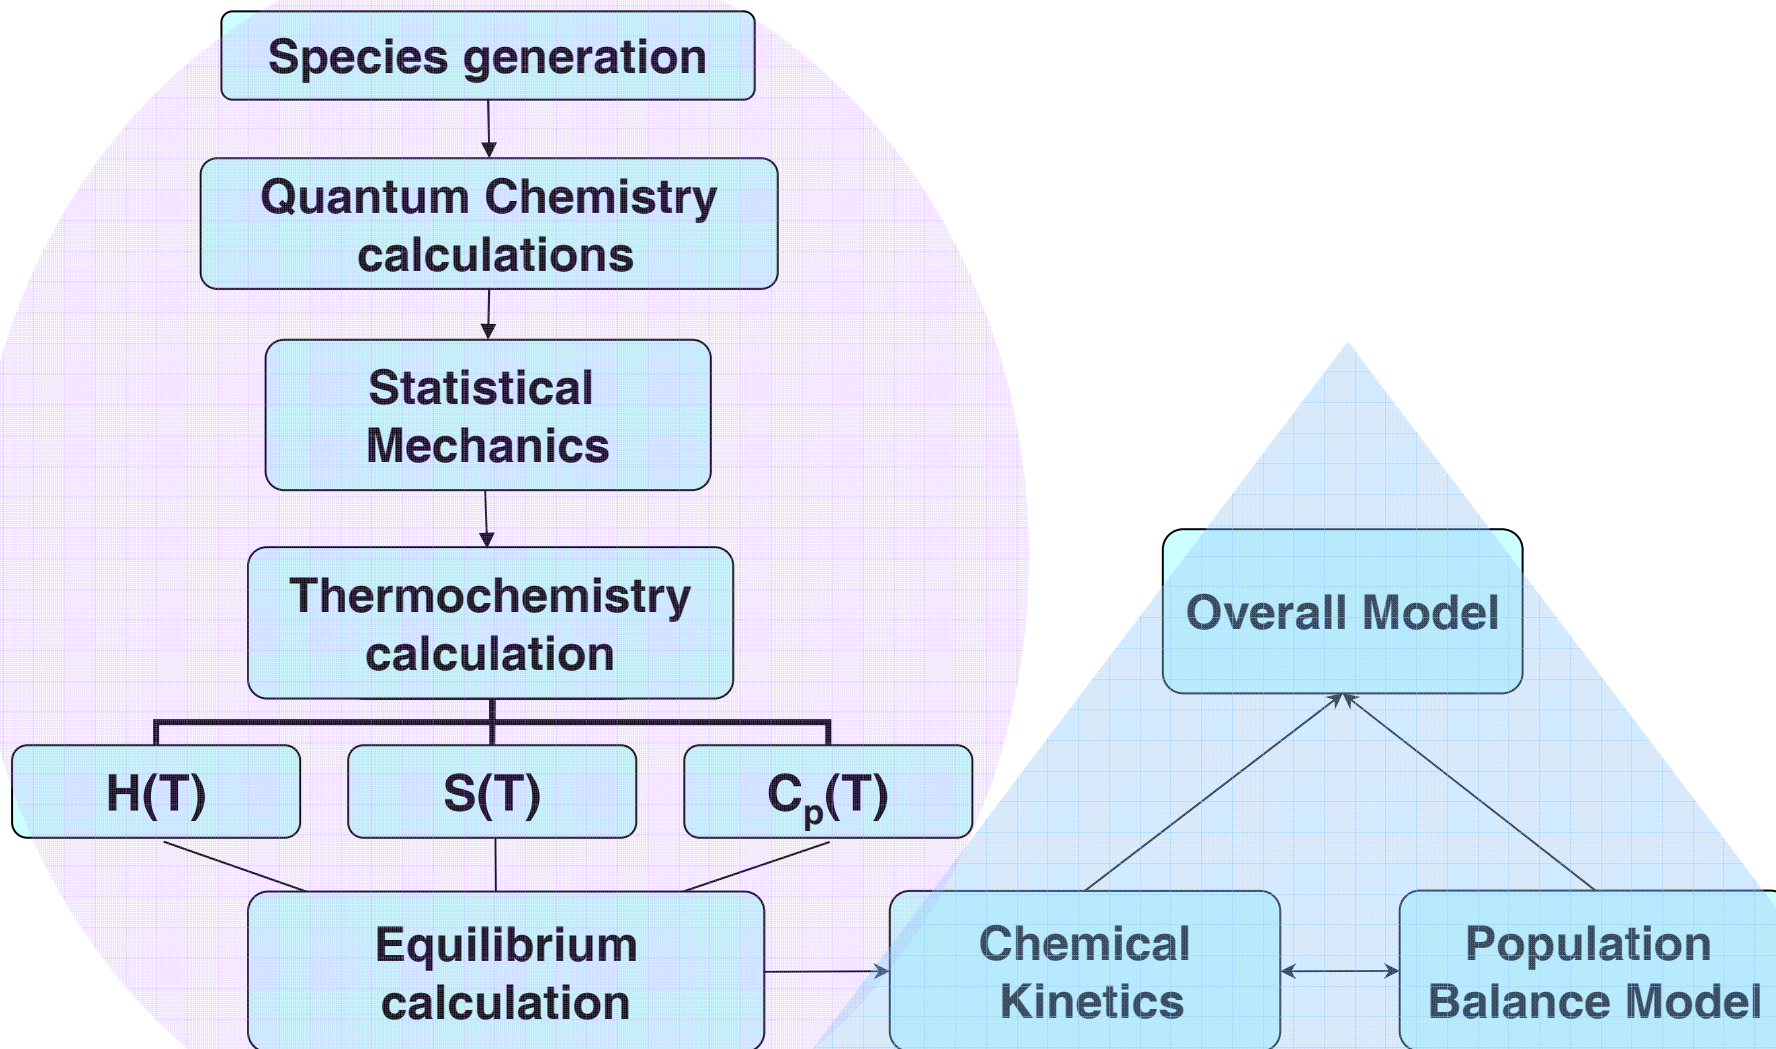 Species generation
Quantum Chemistry
calculations
Statistical
Mechanics
Thermochemistry
calculation
H(T)
S(T)
Cp(T)
Equilibrium
calculation
Overall Model
Chemical
Kinetics
Population
Balance Model